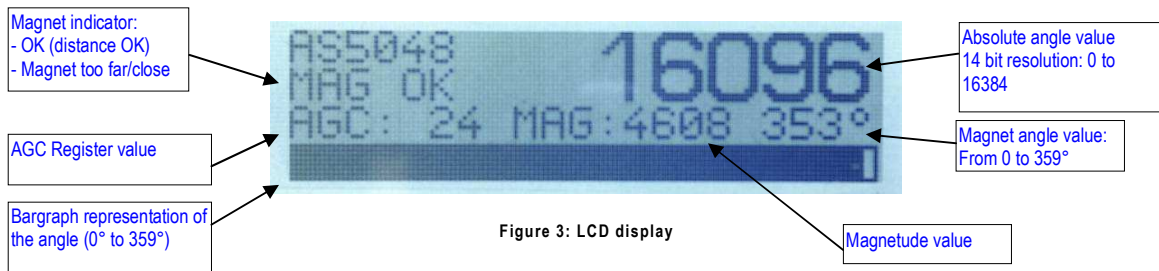 Magnet indicator:
- OK (distance OK)
- Magnet too far/close
AGC Register value
Bargraph representation of
the angle (0° to 359°)
AS5048
16096
MAG OK
AGC: 24 MAG:4608 353°
Absolute angle value
14 bit resolution: 0 to
16384
Magnet angle value:
From 0 to 359°
Magnetude value
Figure 3: LCD display